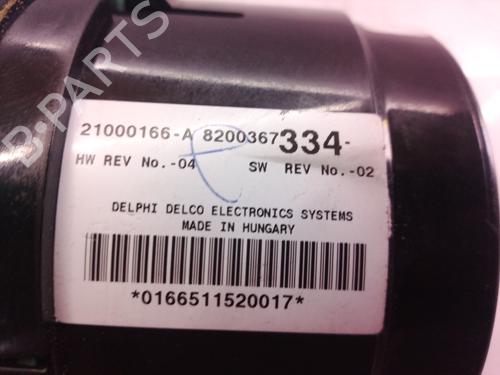 21000166-A 8200367334-
HW REV No.-04 SW REV No.-02
DELPHI DELCO ELECTRONICS SYSTEMS
MADE IN HUNGARY
*0166511520017*
B-PARTS